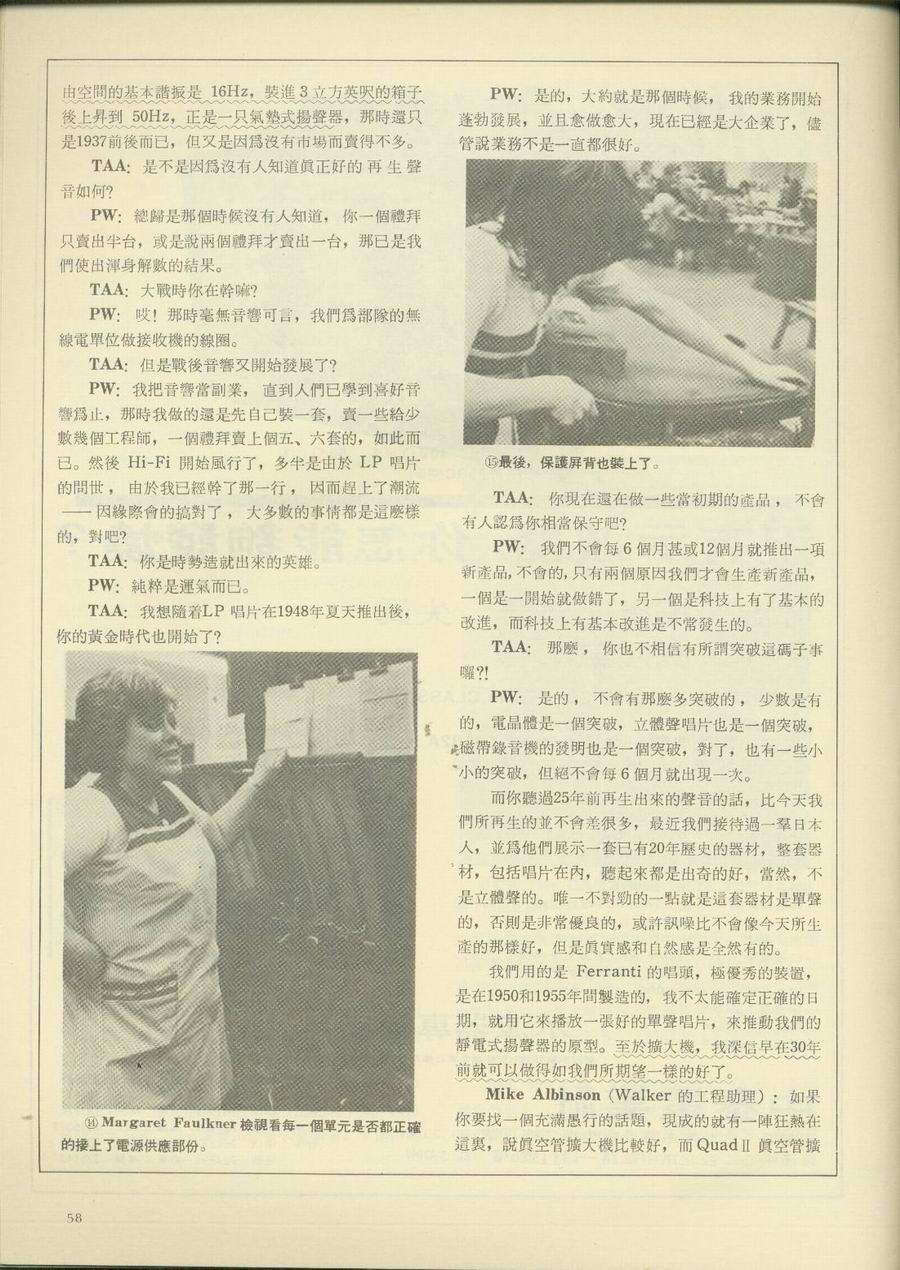 由空間的基本諧振是 16Hz，裝進3立方英呎的箱子
後上昇到 50Hz，正是一只氣墊式揚聲器，那時還只
是1937前後而已，但又是因爲沒有市場而賣得不多。
TAA: 是不是因爲沒有人知道眞正好的再生聲
音如何?
PW: 總歸是那個時候沒有人知道，你一個禮拜
只賣出半台，或是說兩個禮拜才賣出一台，那已是我
們使出渾身解數的結果。
TAA: 大戰時你在幹嘛?
PW: 哎! 那時毫無音響可言，我們爲部隊的無
線電單位做接收機的線圈。
TAA: 但是戰後音響又開始發展了?
PW: 我把音響當副業，直到人們已學到喜好音
響爲止，那時我做的還是先自己裝一套，賣一些給少
數幾個工程師，一個禮拜賣上個五、六套的，如此而
已。然後 Hi-Fi 開始風行了，多半是由於 LP 唱片
的問世，由於我已經幹了那一行，因而趕上了潮流
——因緣際會的搞對了，大多數的事情都是這麽樣
的，對吧?
TAA: 你是時勢造就出來的英雄。
PW: 純粹是運氣而已。
TAA: 我想隨着LP 唱片在1948年夏天推出後，
你的黃金時代也開始了?
⑭ Margaret Faulkner 檢視看每一個單元是否都正確
的接上了電源供應部份。
PW: 是的，大約就是那個時候，我的業務開始
蓬勃發展，並且愈做愈大，現在已經是大企業了，儘
管說業務不是一直都很好。
⑮最後，保護屏背也裝上了。
TAA: 你現在還在做一些當初期的產品，不會
有人認爲你相當保守吧?
PW: 我們不會每6個月甚或12個月就推出一項
新產品，不會的，只有兩個原因我們才會生產新產品，
一個是一開始就做錯了，另一個是科技上有了基本的
改進，而科技上有基本改進是不常發生的。
TAA: 那麽，你也不相信有所謂突破這碼子事
囉?!
PW: 是的，不會有那麽多突破的，少數是有
的，電晶體是一個突破，立體聲唱片也是一個突破，
磁帶錄音機的發明也是一個突破，對了，也有一些小
小的突破，但絕不會每6個月就出現一次。
而你聽過25年前再生出來的聲音的話，比今天我
們所再生的並不會差很多，最近我們接待過一羣日本
人，並爲他們展示一套已有20年歷史的器材，整套器
材，包括唱片在內，聽起來都是出奇的好，當然，不
是立體聲的。唯一不對勁的一點就是這套器材是單聲
的，否則是非常優良的，或許訊噪比不會像今天所生
產的那樣好，但是眞實感和自然感是全然有的。
我們用的是 Ferranti 的唱頭，極優秀的裝置，
是在1950和1955年間製造的，我不太能確定正確的日
期，就用它來播放一張好的單聲唱片，來推動我們的
靜電式揚聲器的原型。至於擴大機，我深信早在30年
前就可以做得如我們所期望一樣的好了。
Mike Albinson (Walker 的工程助理)：如果
你要找一個充滿愚行的話題，現成的就有一陣狂熱在
這裏，說眞空管擴大機比較好，而QuadⅡ 眞空管擴
58